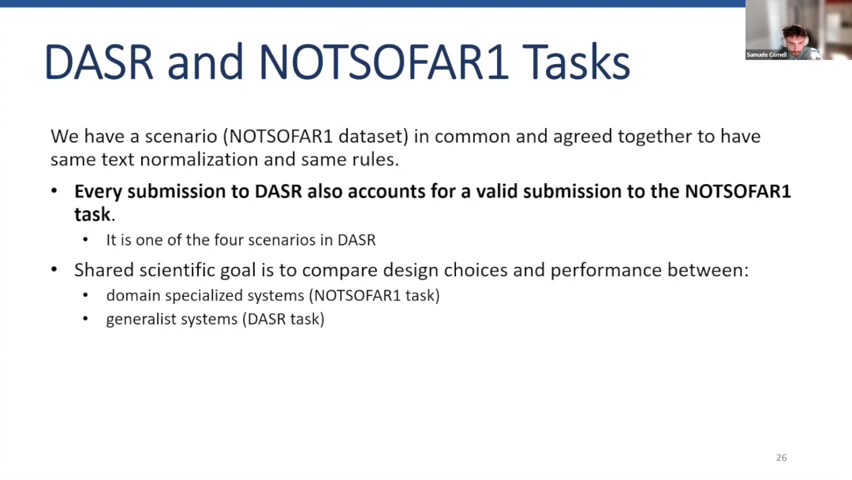 DASR and NOTSOFAR1 Tasks
Samuele Cornell
We have a scenario (NOTSOFAR1 dataset) in common and agreed together to have
same text normalization and same rules.
• Every submission to DASR also accounts for a valid submission to the NOTSOFAR1
task.
• It is one of the four scenarios in DASR
• Shared scientific goal is to compare design choices and performance between:
• domain specialized systems (NOTSOFAR1 task)
• generalist systems (DASR task)
26